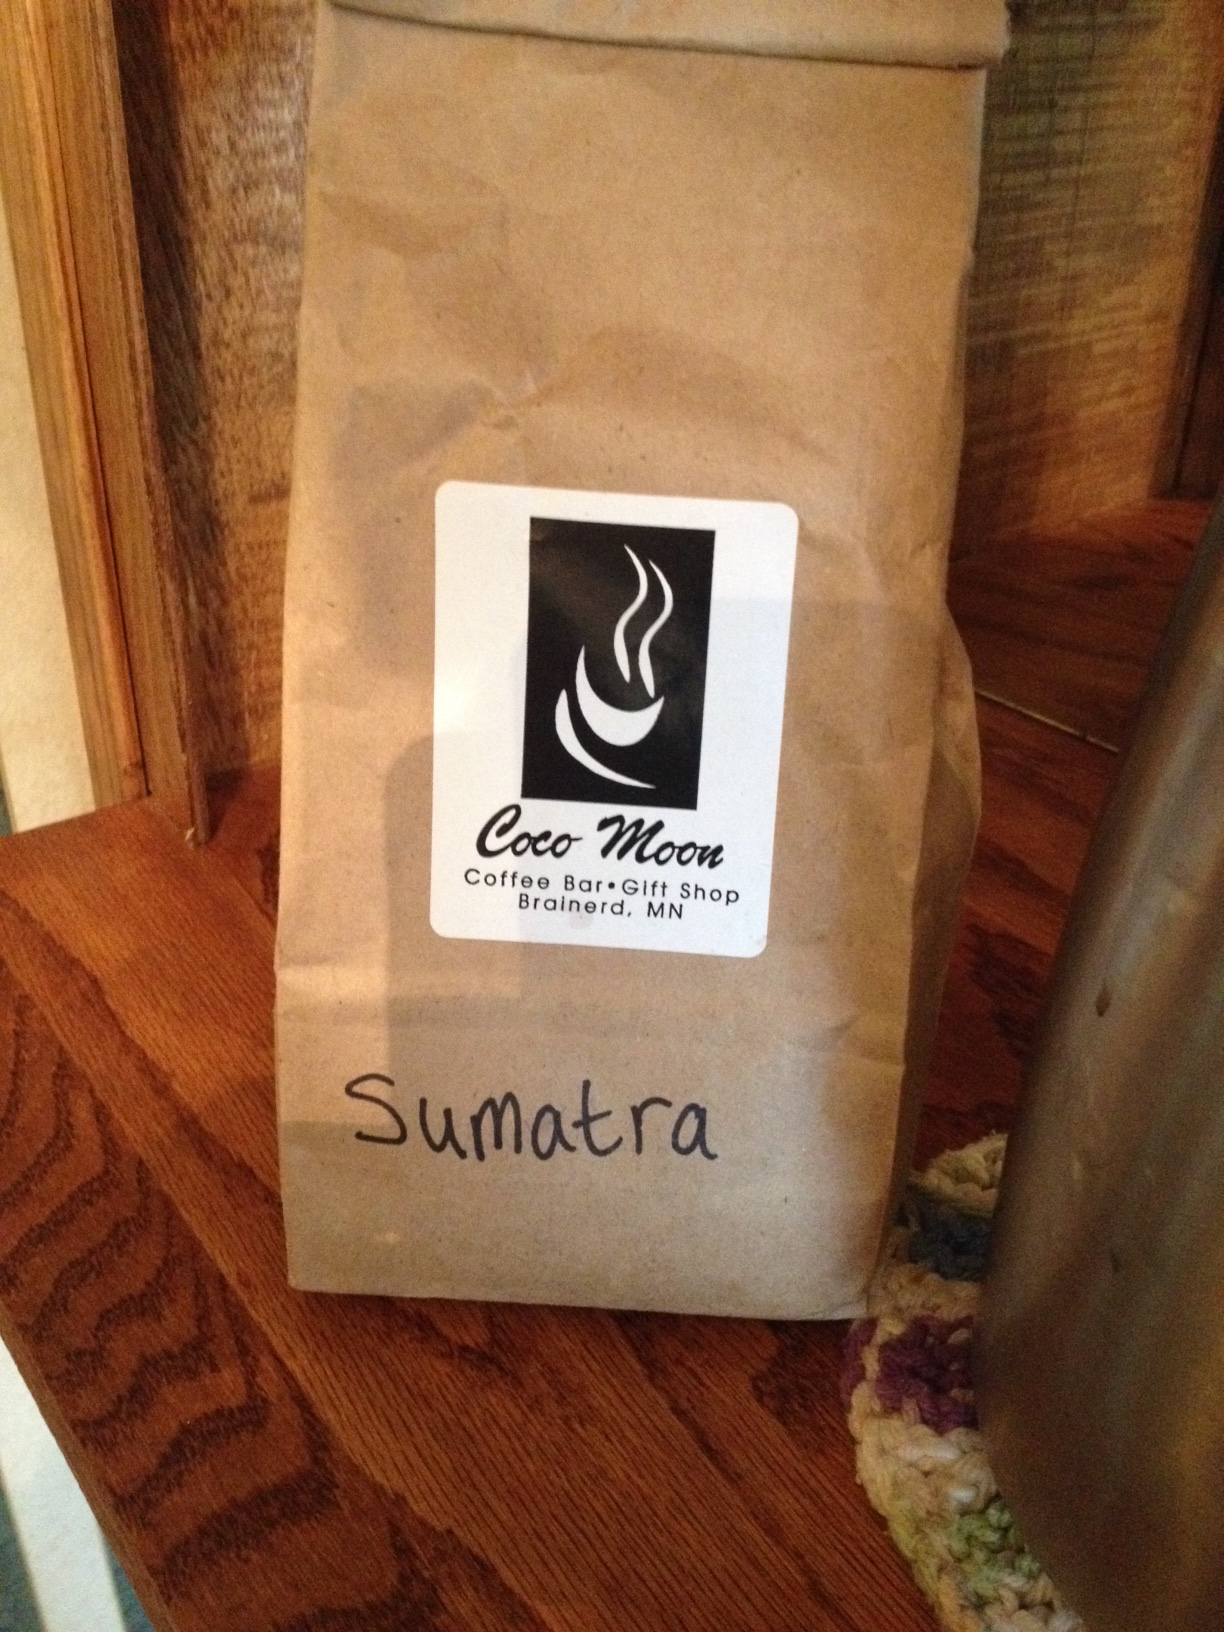 Coco Moon
Coffee Bar•Gift Shop
Brainerd, MN
Sumatra